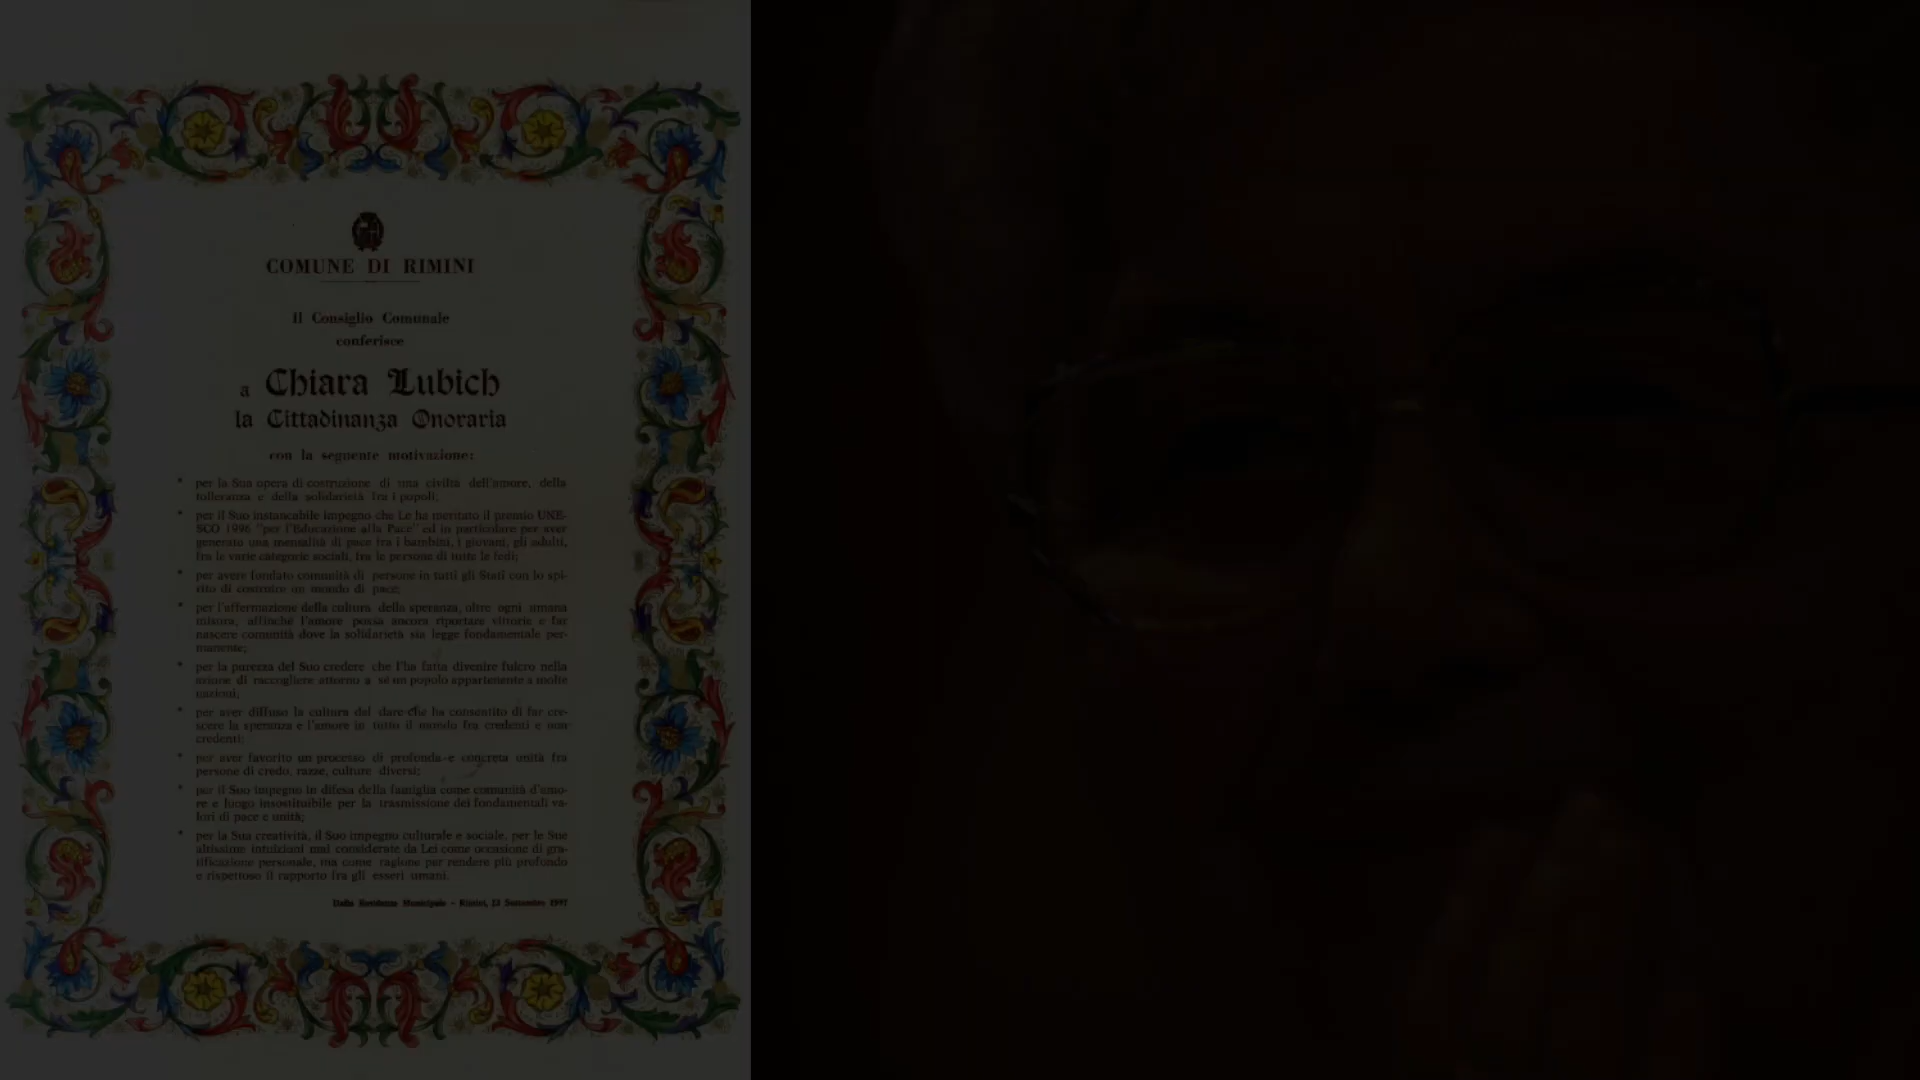 COMUNE DI RIMINI
Il Consiglio Comunale
conferisce
a Chiara Lubich
la Cittadinanza Onoraria
con la seguente motivazione:
* per la Sua opera di costruzione di una civiltà dell'amore, della
tolleranza e della solidarietà fra i popoli;
* per il Suo instancabile impegno che Le ha meritato il premio UNE-
SCO 1996 "per l'Educazione alla Pace" ed in particolare per aver
generato una mentalità di pace fra i bambini, i giovani, gli adulti,
fra le varie categorie sociali, fra le persone di tutte le fedi;
* per avere fondato comunità di persone in tutti gli Stati con lo spi-
rito di costruire un mondo di pace;
* per l'affermazione della cultura della speranza, oltre ogni umana
misura, affinché l'amore possa ancora riportare vittorie e far
nascere comunità dove la solidarietà sia legge fondamentale per-
manente;
* per la purezza del Suo credere che l'ha fatta divenire fulcro nella
azione di raccogliere attorno a sé un popolo appartenente a molte
nazioni;
* per aver diffuso la cultura del dare che ha consentito di far cre-
scere la speranza e l'amore in tutto il mondo fra credenti e non
credenti;
* per aver favorito un processo di profonda e concreta unità fra
persone di credo, razze, culture diversi;
* per il Suo impegno in difesa della famiglia come comunità d'amo-
re e luogo insostituibile per la trasmissione dei fondamentali va-
lori di pace e unità;
* per la Sua creatività, il Suo impegno culturale e sociale, per le Sue
altissime intuizioni mai considerate da Lei come occasione di gra-
tificazione personale, ma come ragione per rendere più profondo
e rispettoso il rapporto fra gli esseri umani.
Dalla Residenza Municipale - Rimini, Settembre 1997